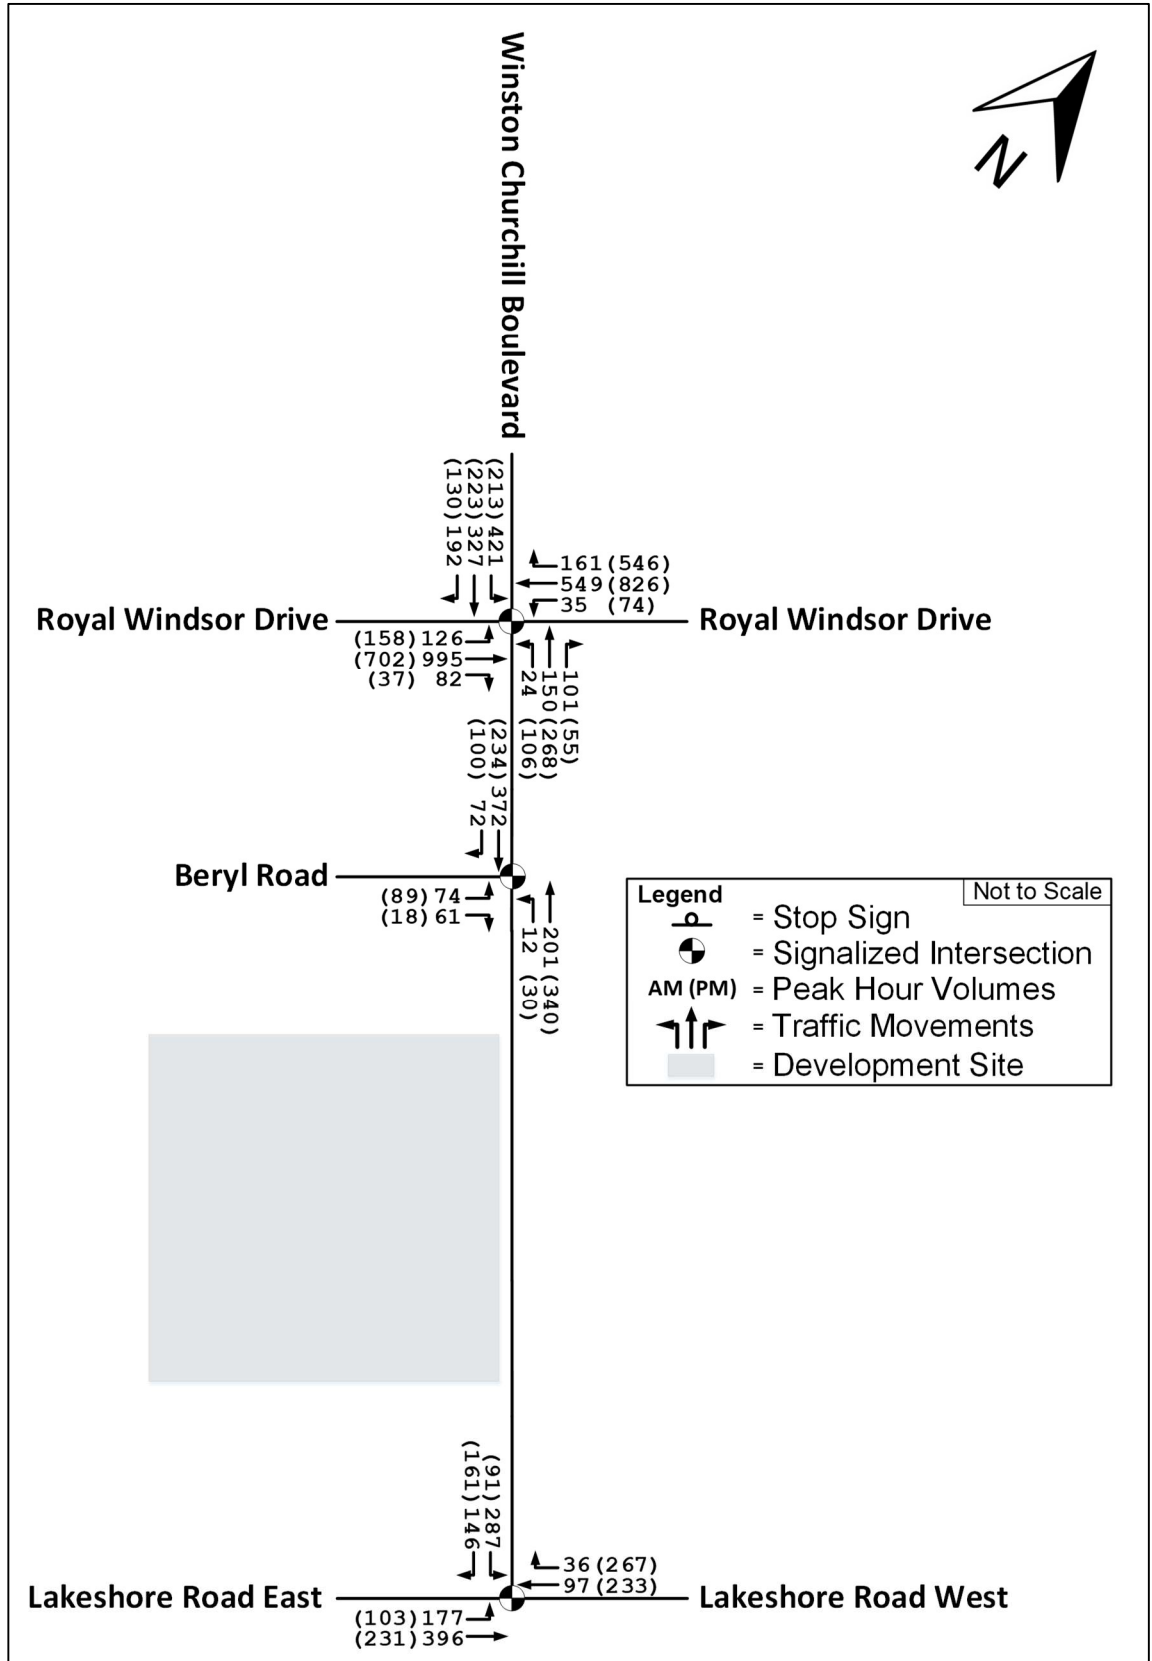 Winston Churchill Boulevard
N
(213) 421
(223) 327
(130) 192
161 (546)
549 (826)
35 (74)
Royal Windsor Drive
Royal Windsor Drive
(158) 126
(702) 995
(37) 82
101 (55)
150 (268)
24 (106)
(234) 372
(100) 72
Beryl Road
(89) 74
(18) 61
201 (340)
12 (30)
Legend
Not to Scale
= Stop Sign
= Signalized Intersection
AM (PM) = Peak Hour Volumes
= Traffic Movements
= Development Site
(91) 287
(161) 146
36 (267)
97 (233)
Lakeshore Road East
Lakeshore Road West
(103) 177
(231) 396